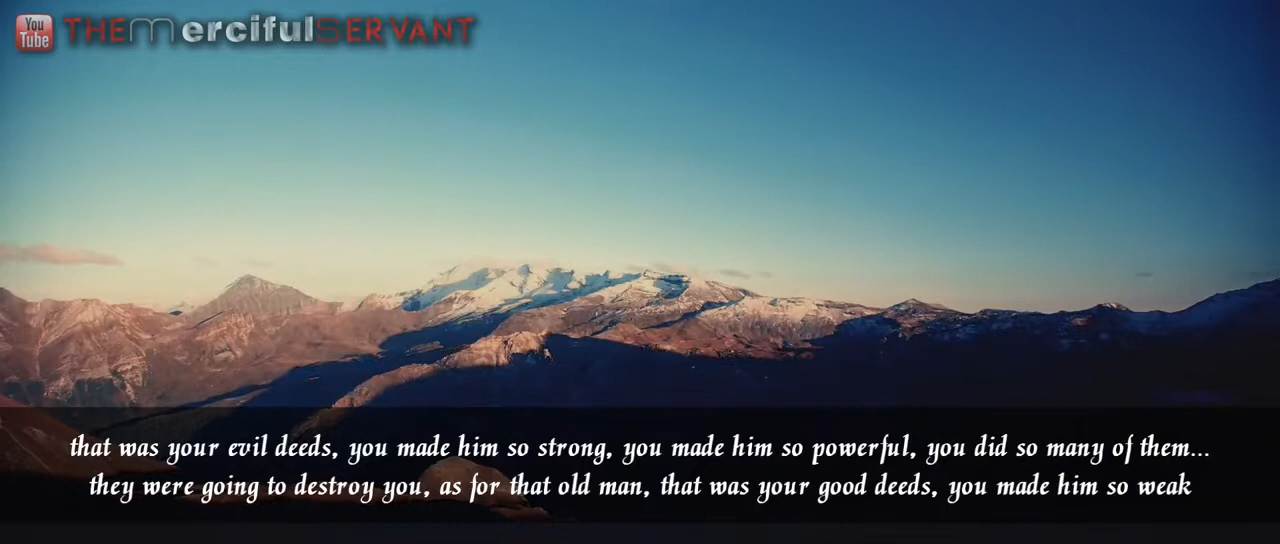 You Tube THEMercifulSERVANT
that was your evil deeds, you made him so strong, you made him so powerful, you did so many of them...
they were going to destroy you, as for that old man, that was your good deeds, you made him so weak